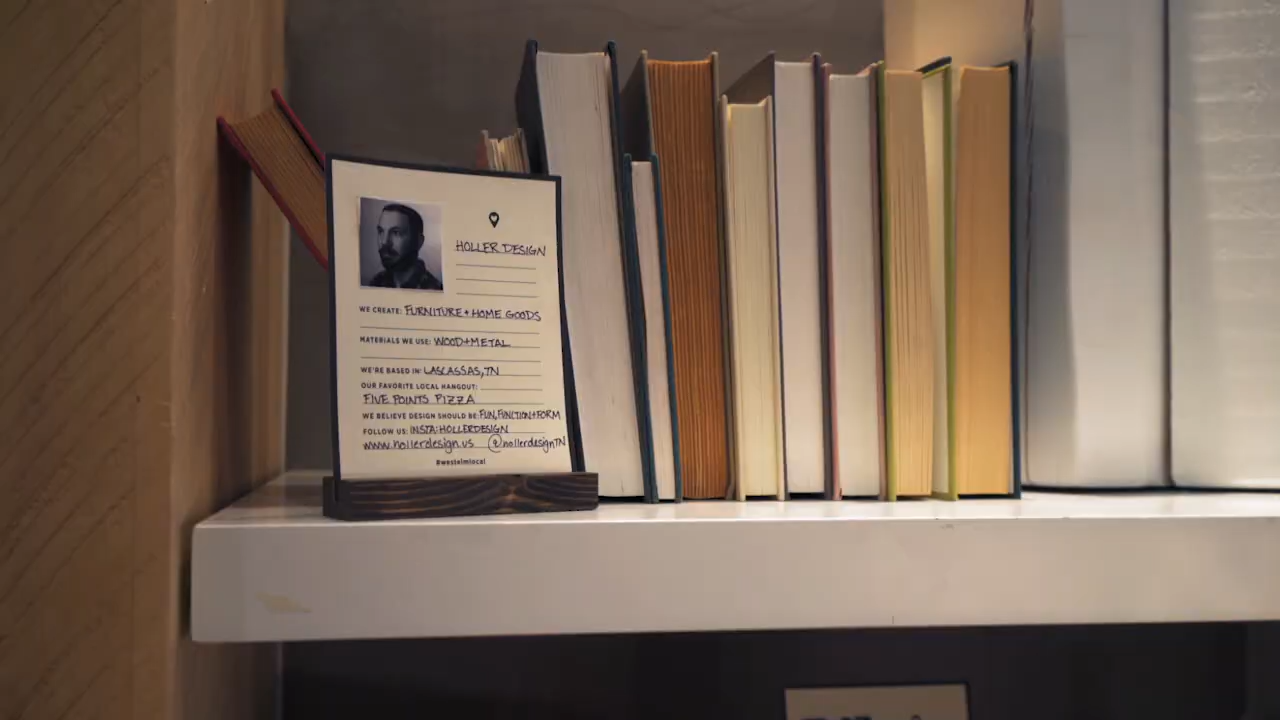 HOLLER DESIGN
WE CREATE: FURNITURE + HOME GOODS
MATERIALS WE USE: WOOD + METAL
WE'RE BASED IN: LASCASSAS, TN
OUR FAVORITE LOCAL HANGOUT:
FIVE POINTS PIZZA
WE BELIEVE DESIGN SHOULD BE: FUN, FUNCTION + FORM
FOLLOW US: INSTA: HOLLERDESIGN
www.hollerdesign.us @hollerdesignTN
#westelmlocal